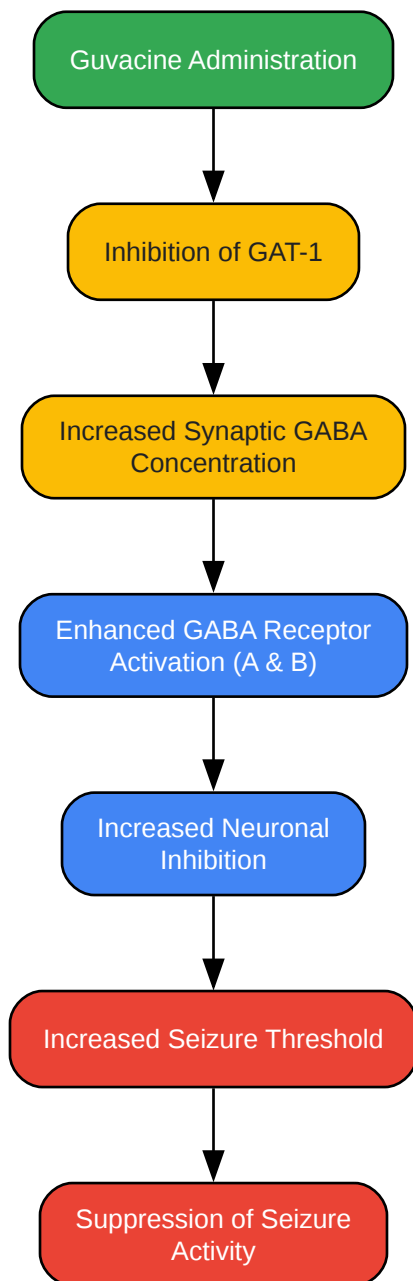 Guvacine Administration
Inhibition of GAT-1
Increased Synaptic GABA
Concentration
Enhanced GABA Receptor
Activation (A & B)
Increased Neuronal
Inhibition
Increased Seizure Threshold
Suppression of Seizure
Activity